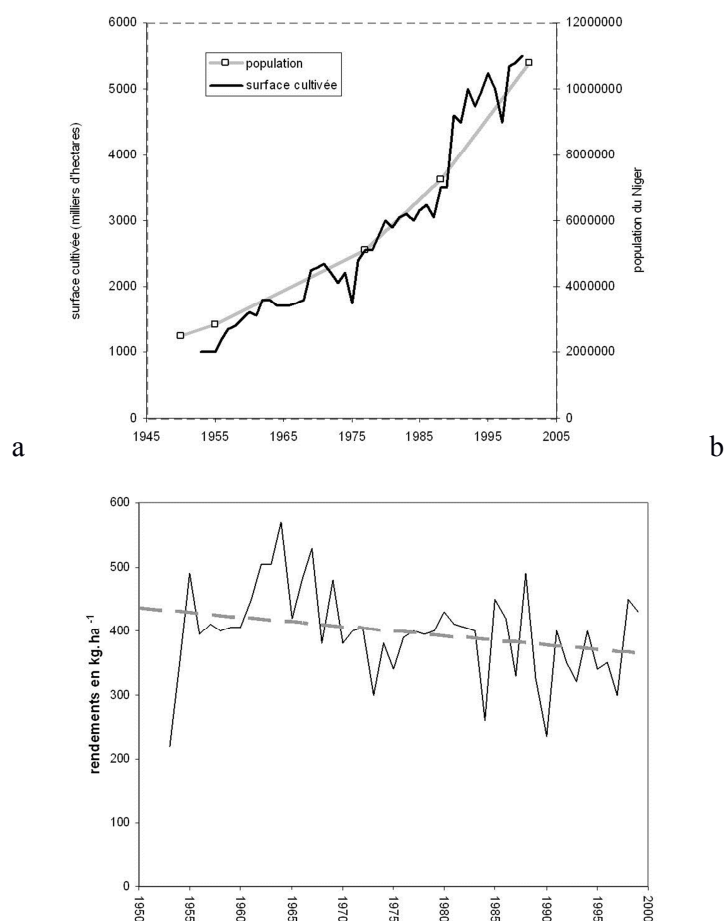 6000
5000
4000
3000
2000
1000
0
surface cultivée (milliers d'hectares)
population
surface cultivée
12000000
10000000
8000000
6000000
4000000
2000000
0
population du Niger
1945 1955 1965 1975 1985 1995 2005
a
b
600
500
400
300
200
100
0
rendements en kg.ha -1
1950 1955 1960 1965 1970 1975 1980 1985 1990 1995 2000